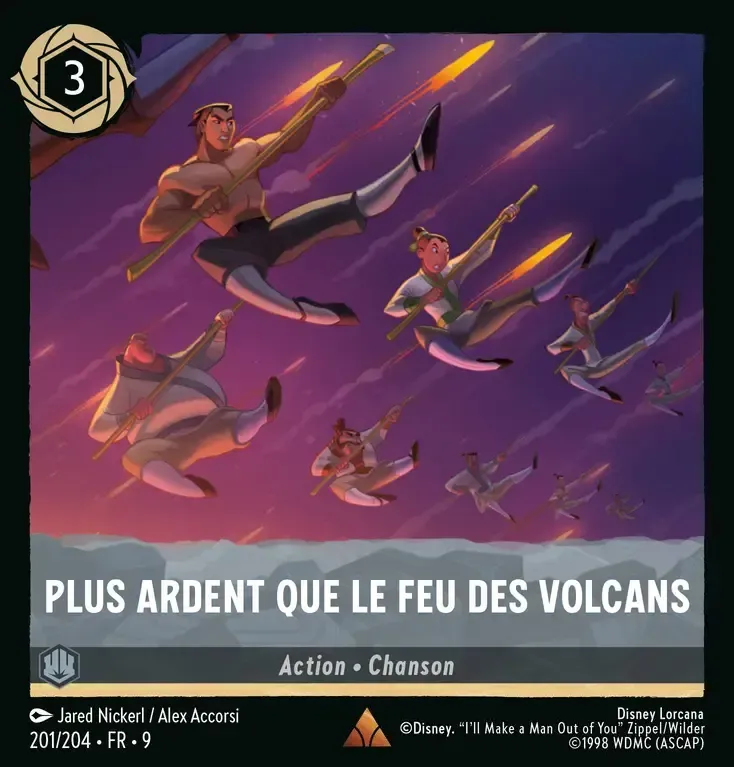 3
PLUS ARDENT QUE LE FEU DES VOLCANS
Action • Chanson
Jared Nickerl / Alex Accorsi
201/204 • FR • 9
Disney Lorcana
©Disney. “I’ll Make a Man Out of You” Zippel/Wilder
©1998 WDMC (ASCAP)